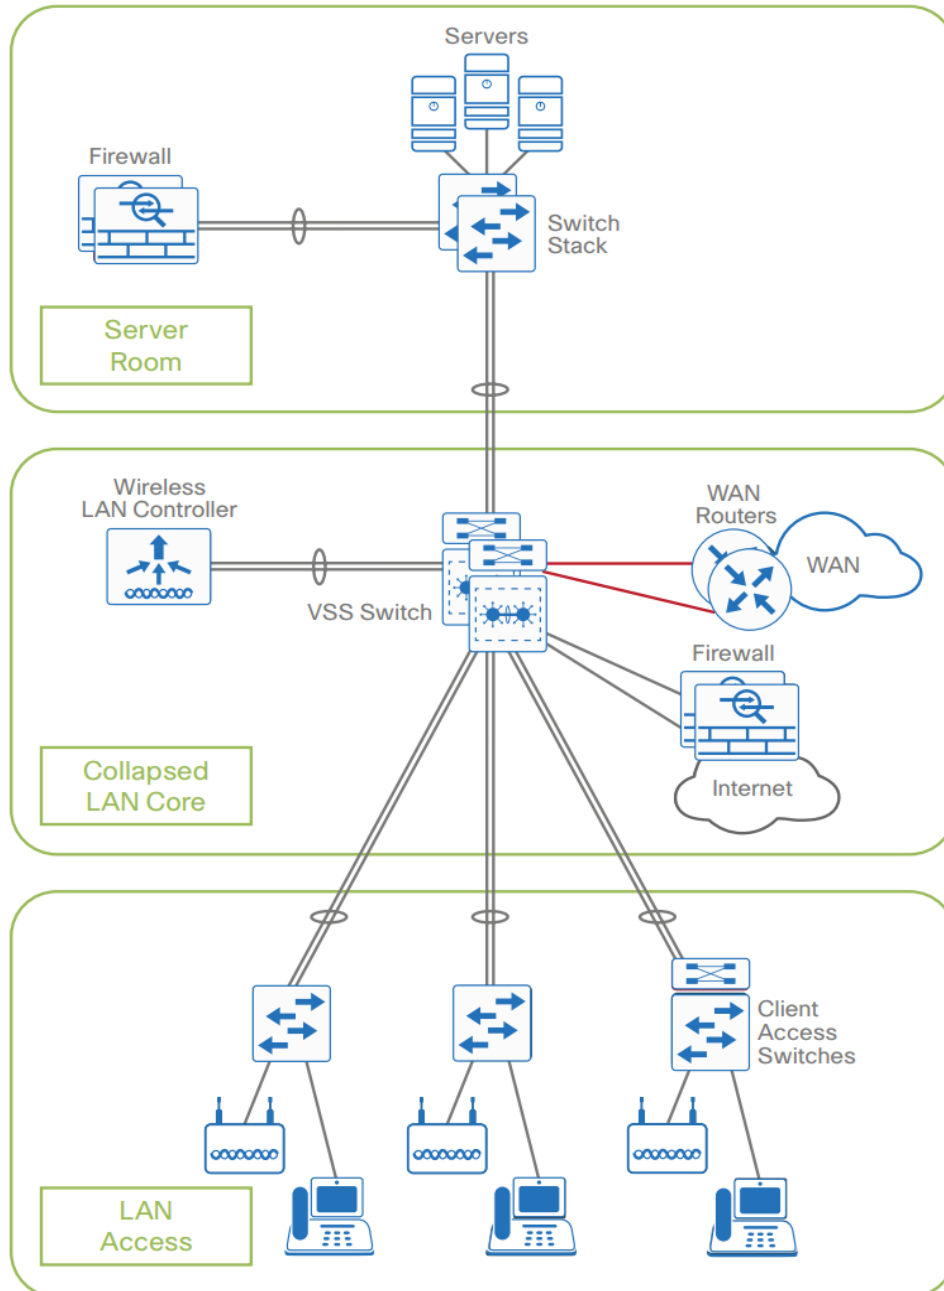 Servers
Firewall
Switch
Stack
Server
Room
Wireless
LAN Controller
WAN
Routers
WAN
VSS Switch
Firewall
Internet
Collapsed
LAN Core
Client
Access
Switches
LAN
Access